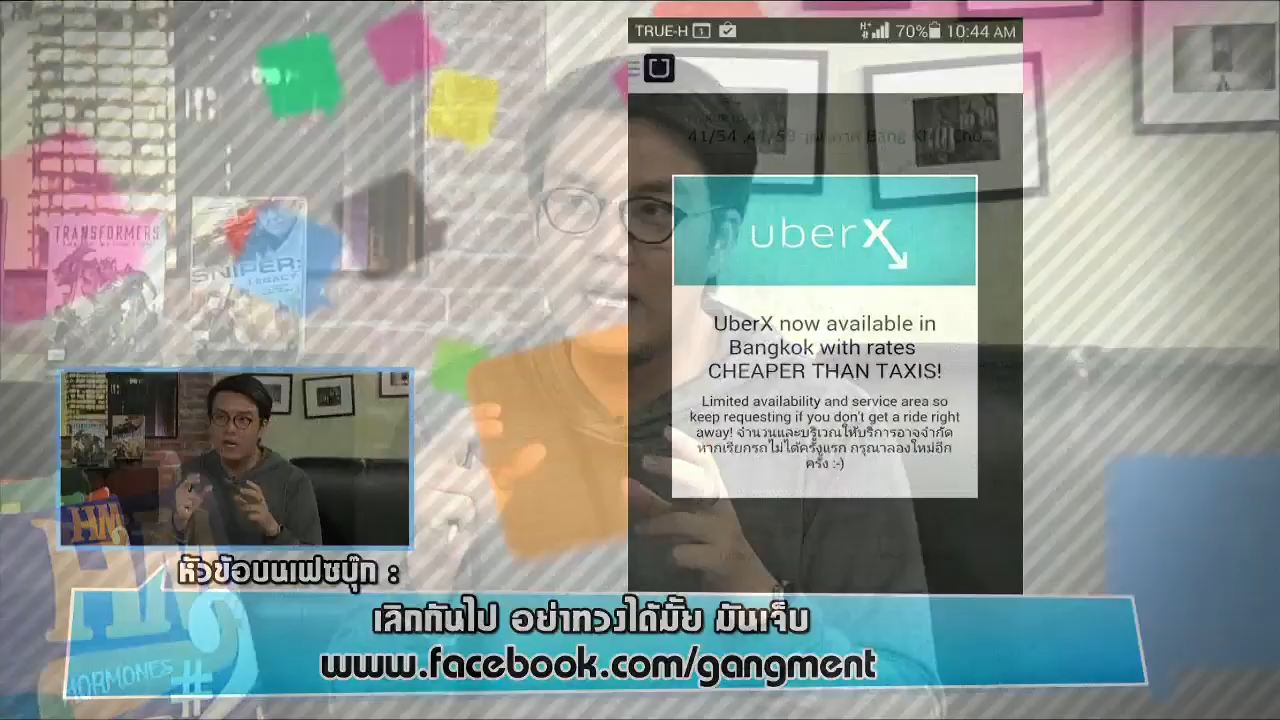 TRUE-H
70%
10:44 AM
TRANSFORMERS
SNIPER:
LEGACY
uberX
UberX now available in
Bangkok with rates
CHEAPER THAN TAXIS!
Limited availability and service area so
keep requesting if you don't get a ride right
away! จำนวนและบริเวณให้บริการอาจจำกัด
หากเรียกรถไม่ได้ครั้งแรก กรุณาลองใหม่อีก
ครั้ง :-)
HM
หัวข้อบนเฟซบุ๊ก :
เลิกกันไป อย่าทวงได้มั้ย มันเจ็บ
www.facebook.com/gangment
HORMONES
#